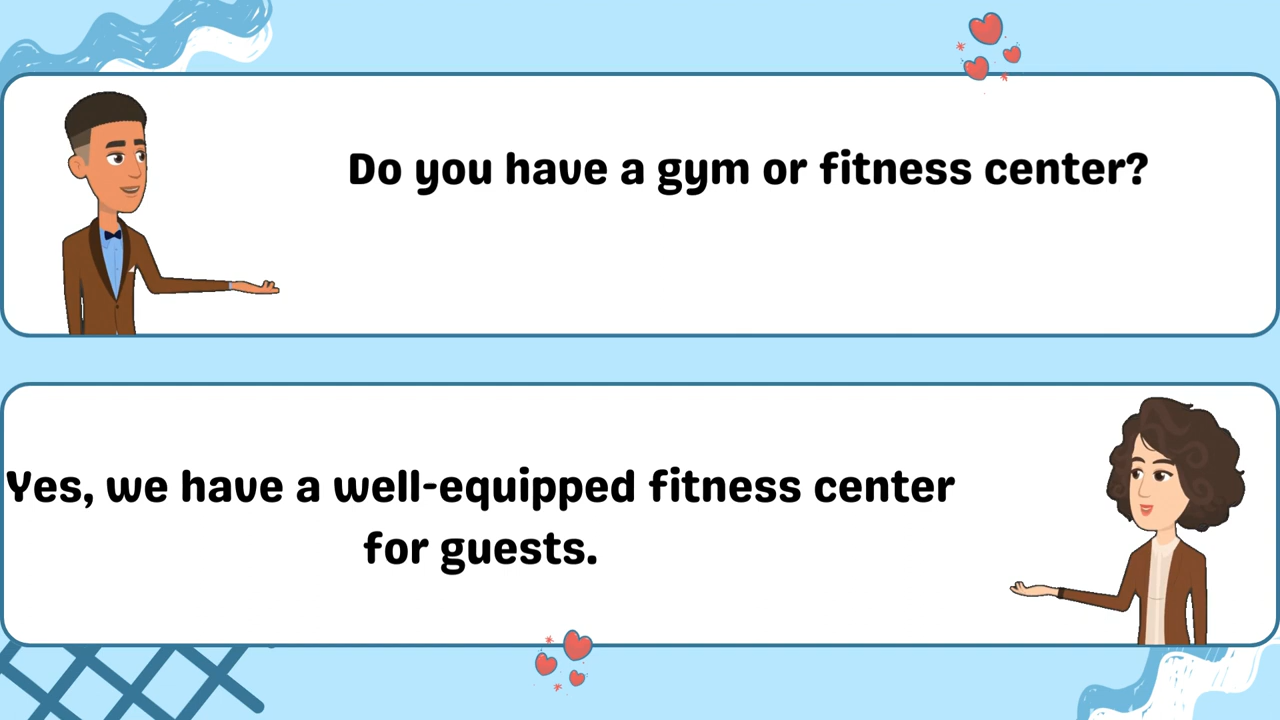 Do you have a gym or fitness center?
Yes, we have a well-equipped fitness center
for guests.